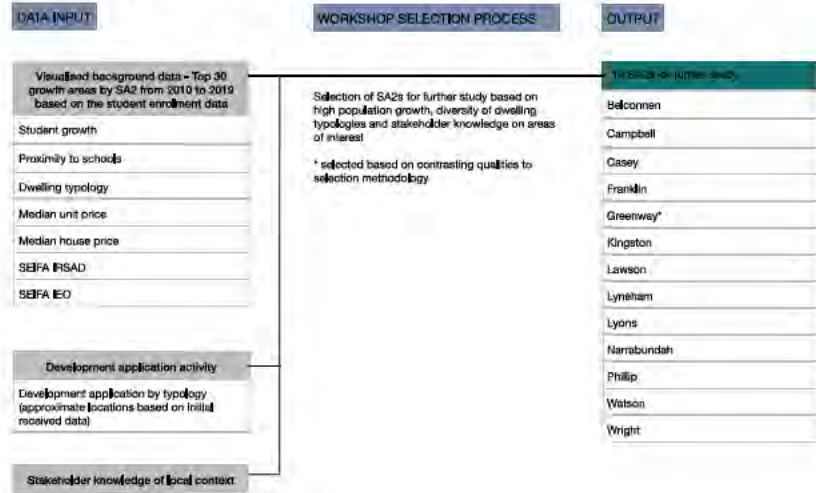 DATA INPUT
WORKSHOP SELECTION PROCESS
OUTPUT
Visualised background data – Top 30
growth areas by SA2 from 2010 to 2019
based on the student enrolment data
Student growth
Proximity to schools
Dwelling typology
Median unit price
Median house price
SEIFA IRSAD
SEIFA IEO
Development application activity
Development application by typology
(approximate locations based on initial
received data)
Stakeholder knowledge of local context
Selection of SA2s for further study based on
high population growth, diversity of dwelling
typologies and stakeholder knowledge on areas
of interest
* selected based on contrasting qualities to
selection methodology
SA2s for further study
Belconnen
Campbell
Casey
Franklin
Greenway*
Kingston
Lawson
Lyneham
Lyons
Narrabundah
Phillip
Watson
Wright